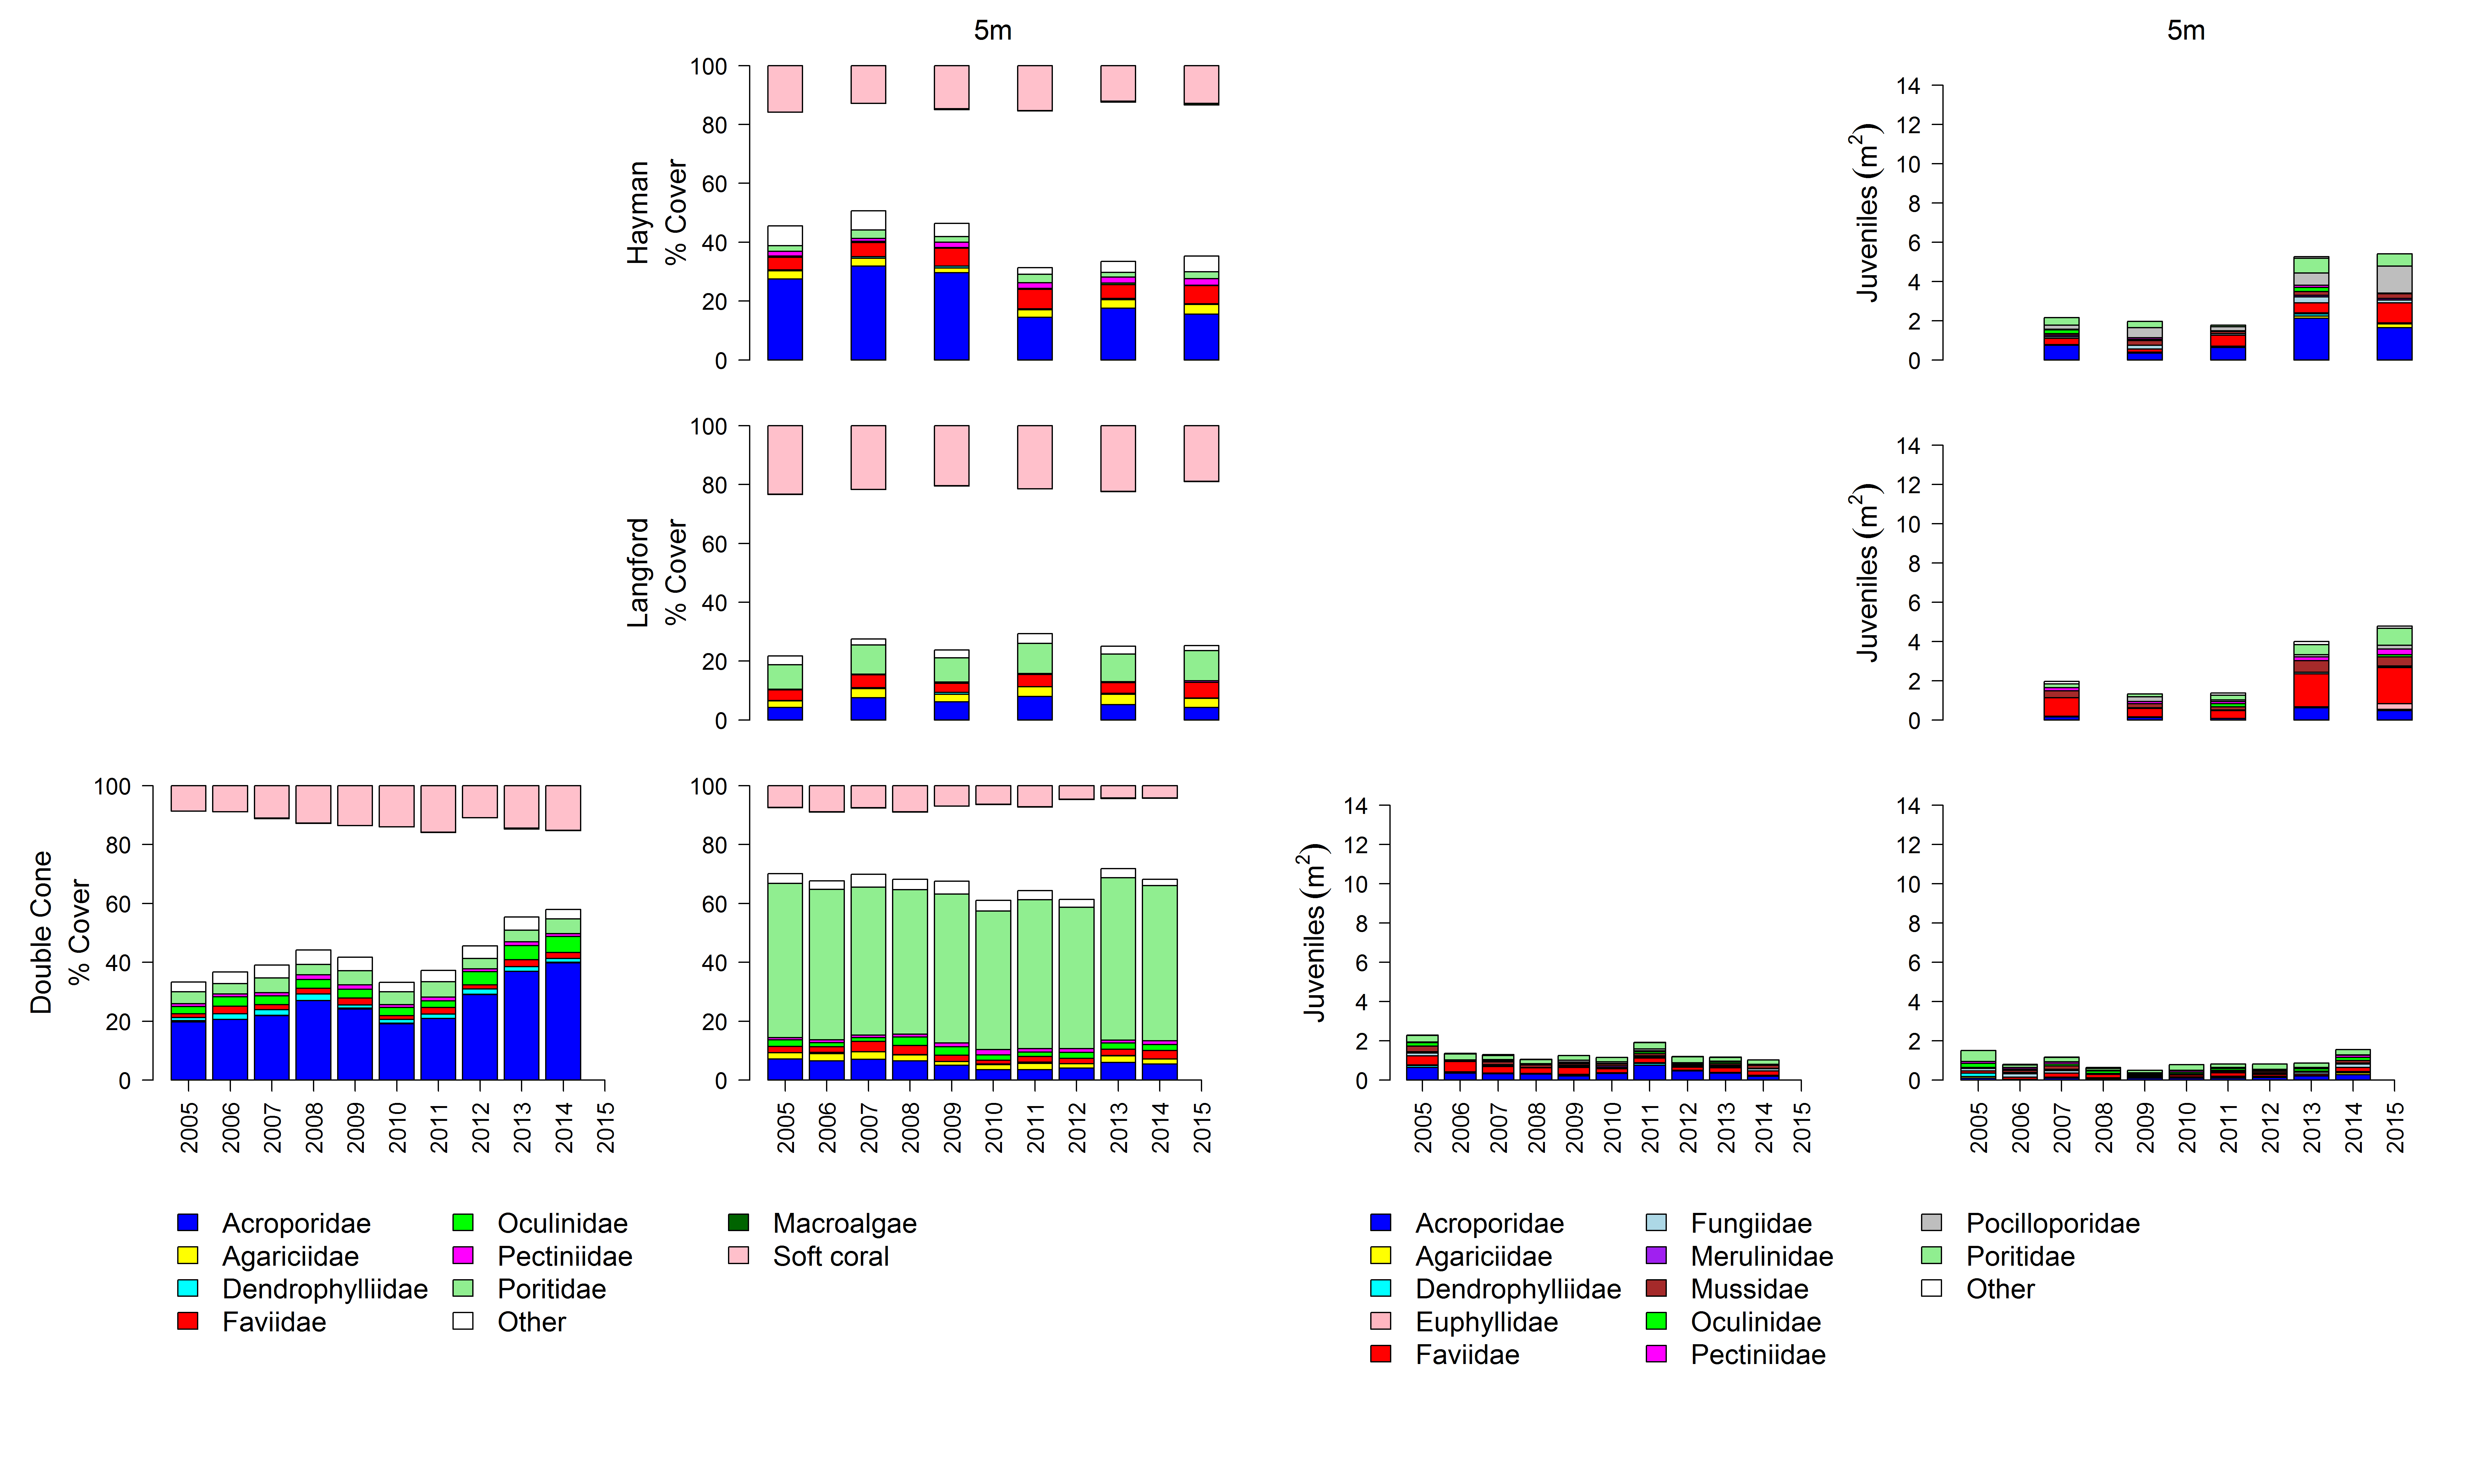 5m
5m
Hayman
% Cover
100
80
60
40
20
0
Juveniles (m²)
14
12
10
8
6
4
2
0
Langford
% Cover
100
80
60
40
20
0
Juveniles (m²)
14
12
10
8
6
4
2
0
Double Cone
% Cover
100
80
60
40
20
0
2005 2006 2007 2008 2009 2010 2011 2012 2013 2014 2015
100
80
60
40
20
0
2005 2006 2007 2008 2009 2010 2011 2012 2013 2014 2015
Juveniles (m²)
14
12
10
8
6
4
2
0
2005 2006 2007 2008 2009 2010 2011 2012 2013 2014 2015
14
12
10
8
6
4
2
0
2005 2006 2007 2008 2009 2010 2011 2012 2013 2014 2015
Acroporidae
Agariciidae
Dendrophylliidae
Faviidae
Oculinidae
Pectiniidae
Poritidae
Other
Macroalgae
Soft coral
Acroporidae
Agariciidae
Dendrophylliidae
Euphyllidae
Faviidae
Fungiidae
Merulinidae
Mussidae
Oculinidae
Pectiniidae
Pocilloporidae
Poritidae
Other